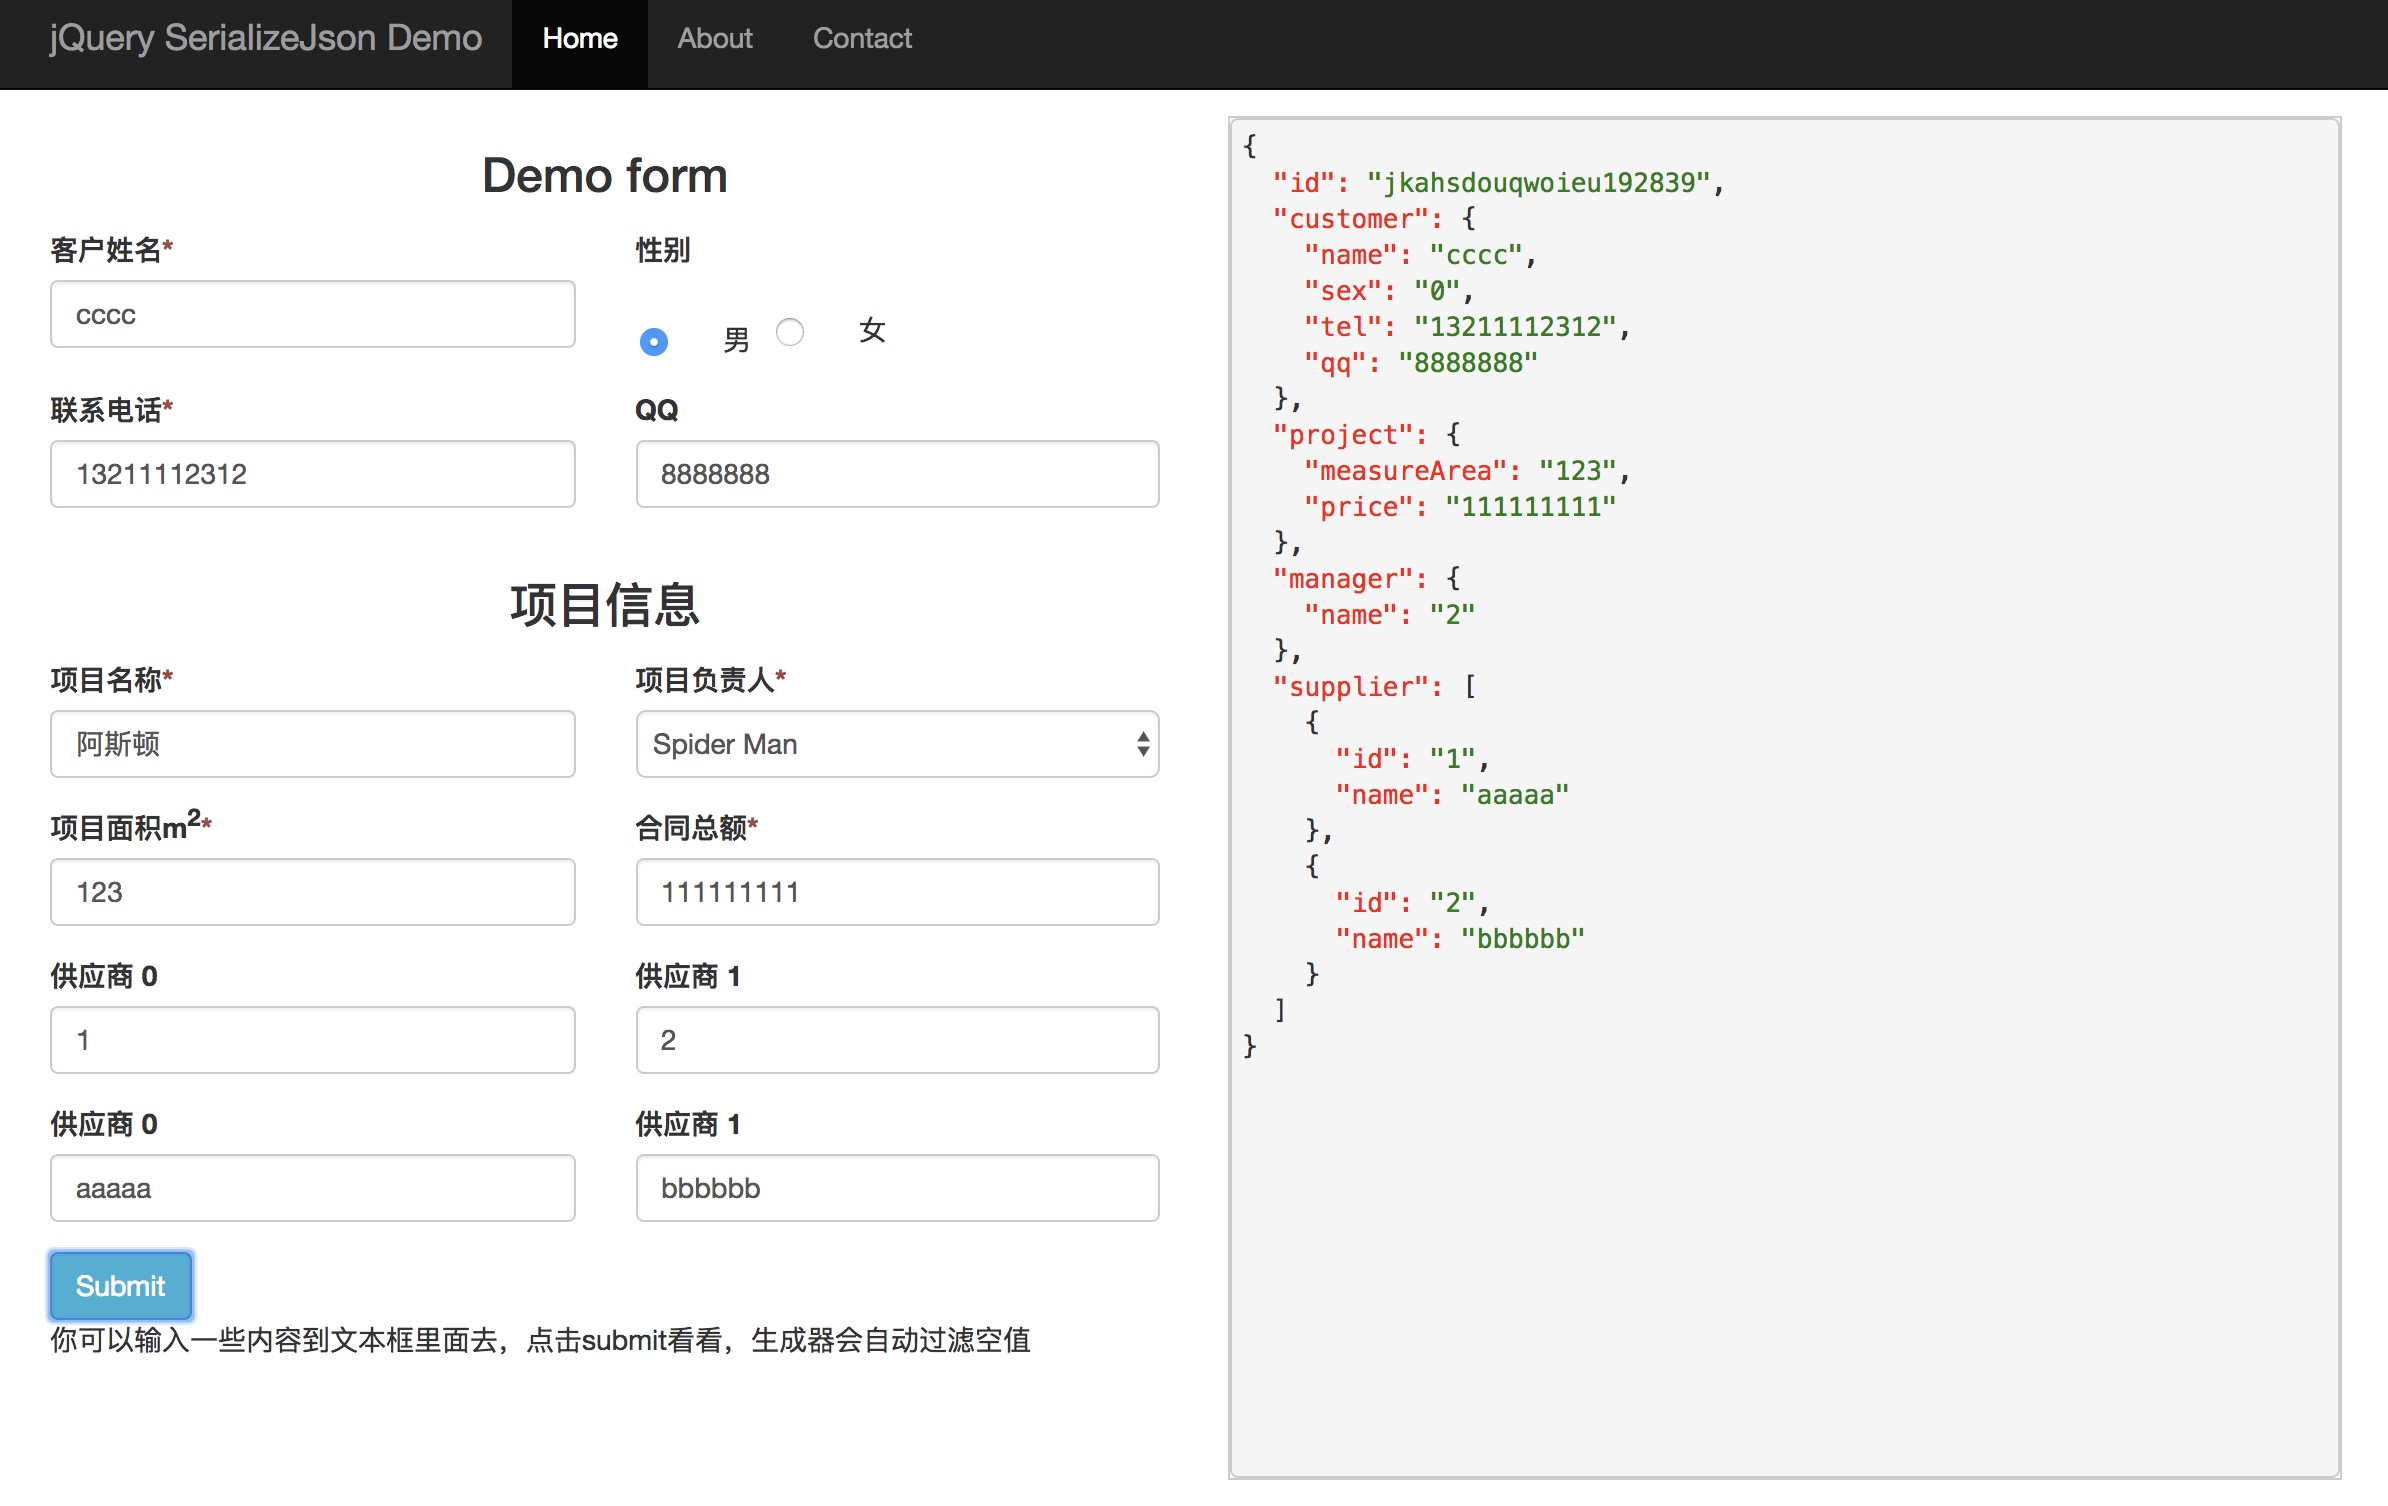 jQuery SerializeJson Demo Home About Contact
Demo form
客户姓名* 性别
cccc 男 女
联系电话* QQ
13211112312 8888888
项目信息
项目名称* 项目负责人*
阿斯顿 Spider Man
项目面积m²* 合同总额*
123 111111111
供应商 0 供应商 1
1 2
供应商 0 供应商 1
aaaaa bbbbbb
Submit
你可以输入一些内容到文本框里面去，点击submit看看，生成器会自动过滤空值
{
"id": "jkahsdouqwoieu192839",
"customer": {
"name": "cccc",
"sex": "0",
"tel": "13211112312",
"qq": "8888888"
},
"project": {
"measureArea": "123",
"price": "111111111"
},
"manager": {
"name": "2"
},
"supplier": [
{
"id": "1",
"name": "aaaaa"
},
{
"id": "2",
"name": "bbbbbb"
}
]
}